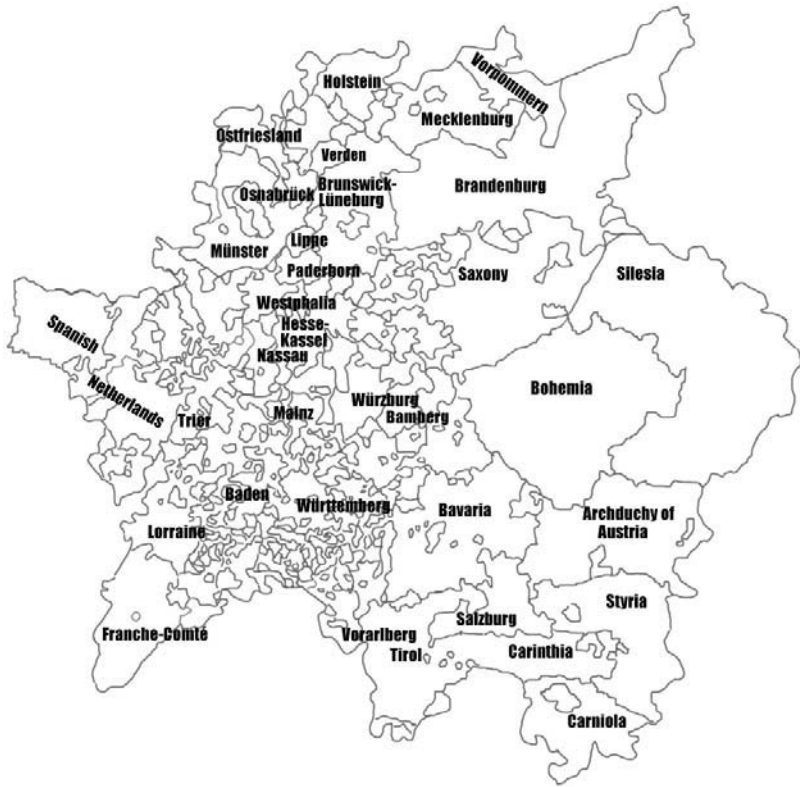 Holstein
Vorpommern
Mecklenburg
Ostfriesland
Verden
Brunswick-
Lüneburg
Brandenburg
Osnabrück
Lippe
Münster
Paderborn
Saxony
Silesia
Westphalia
Hesse-
Kassel
Nassau
Spanish
Netherlands
Bohemia
Würzburg
Bamberg
Mainz
Trier
Baden
Württemberg
Bavaria
Archduchy of
Austria
Lorraine
Styria
Salzburg
Franche-Comté
Vorarlberg
Tirol
Carinthia
Carniola